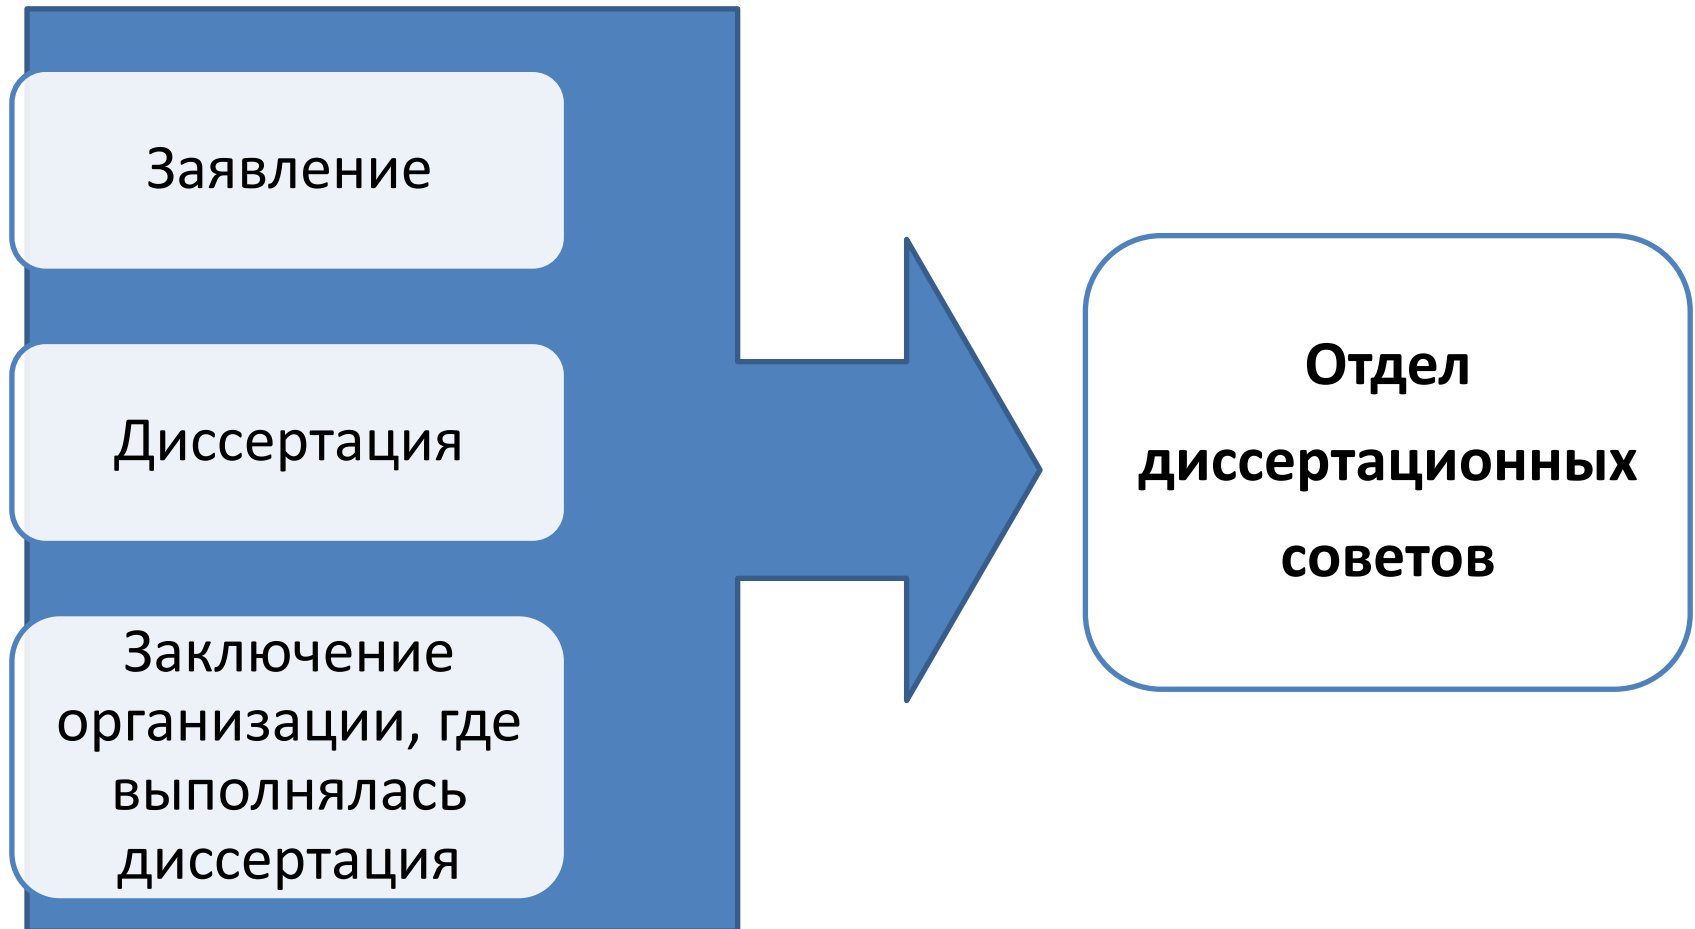 Заявление
Диссертация
Заключение
организации, где
выполнялась
диссертация
Отдел
диссертационных
советов